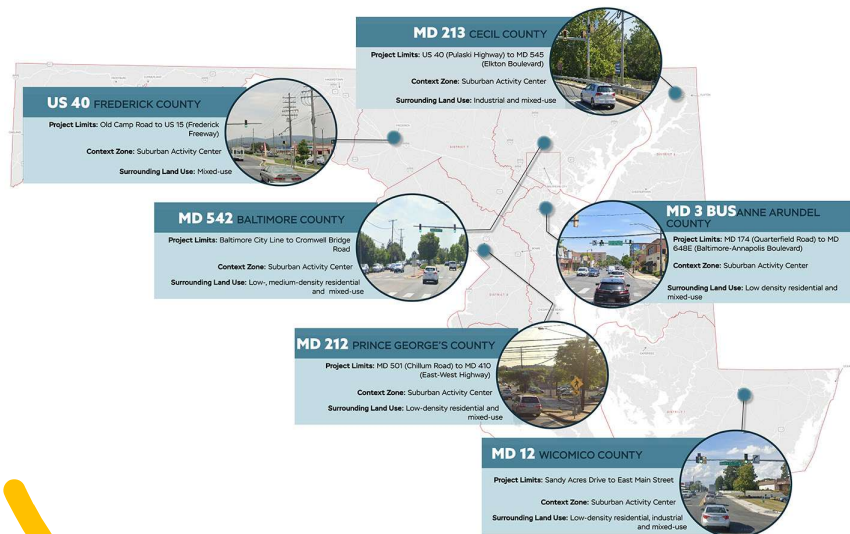 MD 213 CECIL COUNTY
Project Limits: US 40 (Pulaski Highway) to MD 545
(Elkton Boulevard)
Context Zone: Suburban Activity Center
Surrounding Land Use: Industrial and mixed-use
US 40 FREDERICK COUNTY
Project Limits: Old Camp Road to US 15 (Frederick
Freeway)
Context Zone: Suburban Activity Center
Surrounding Land Use: Mixed-use
MD 542 BALTIMORE COUNTY
Project Limits: Baltimore City Line to Cromwell Bridge
Road
Context Zone: Suburban Activity Center
Surrounding Land Use: Low-, medium-density residential
and mixed-use
MD 3 BUS ANNE ARUNDEL
COUNTY
Project Limits: MD 174 (Quarterfield Road) to MD
648E (Baltimore-Annapolis Boulevard)
Context Zone: Suburban Activity Center
Surrounding Land Use: Low density residential and
mixed-use
MD 212 PRINCE GEORGE'S COUNTY
Project Limits: MD 501 (Chillum Road) to MD 410
(East-West Highway)
Context Zone: Suburban Activity Center
Surrounding Land Use: Low-density residential and
mixed-use
MD 12 WICOMICO COUNTY
Project Limits: Sandy Acres Drive to East Main Street
Context Zone: Suburban Activity Center
Surrounding Land Use: Low-density residential, industrial
and mixed-use